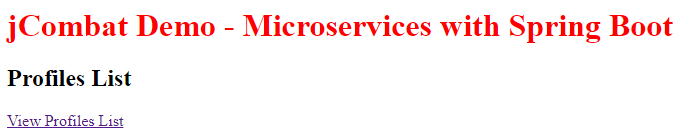 jCombat Demo - Microservices with Spring Boot
Profiles List
View Profiles List